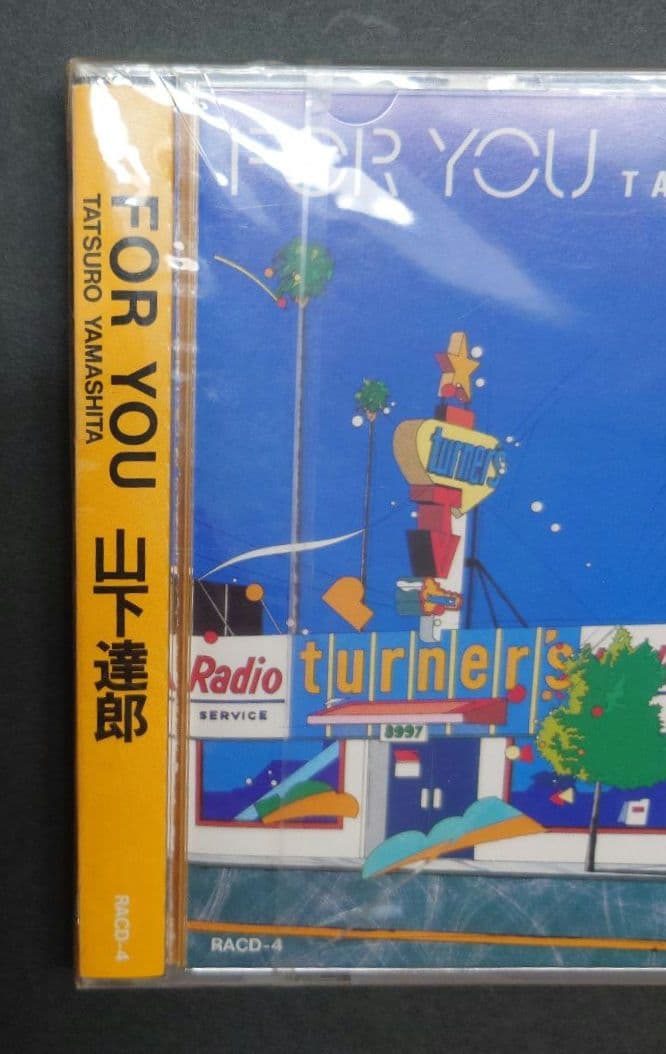 FOR YOU
TATSURO YAMASHITA
山下達郎
RACD-4
FOR YOU TA
turner's
Radio
SERVICE
turner's
8997
RACD-4